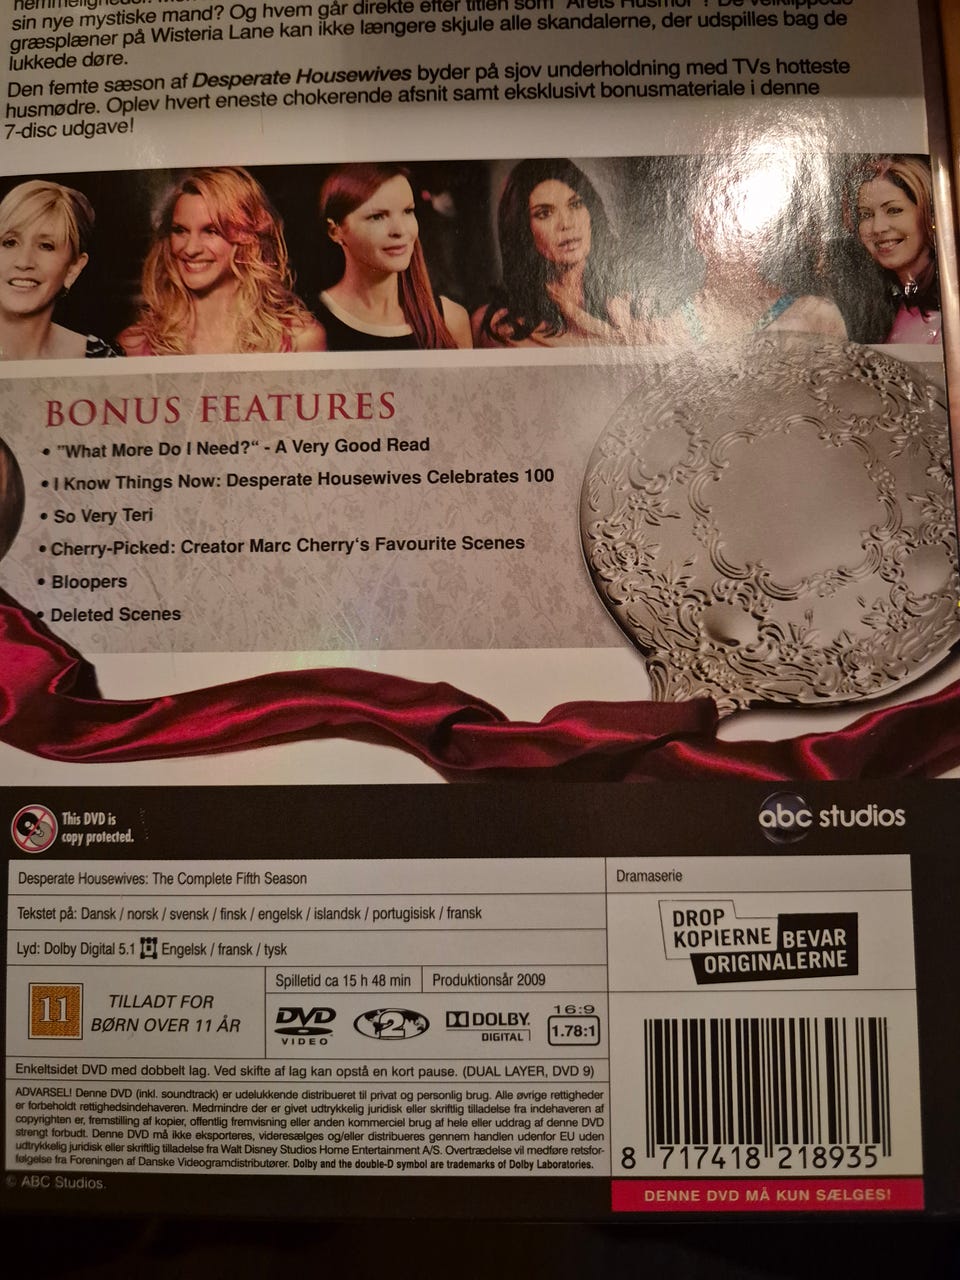 sin nye mystiske mand? Og hvem går direkte efter titlen som "Årets Husmor"? De velklippede
græsplæner på Wisteria Lane kan ikke længere skjule alle skandalerne, der udspilles bag de
lukkede døre.
Den femte sæson af Desperate Housewives byder på sjov underholdning med TVs hotteste
husmødre. Oplev hvert eneste chokerende afsnit samt eksklusivt bonusmateriale i denne
7-disc udgave!
BONUS FEATURES
• "What More Do I Need?“ - A Very Good Read
• I Know Things Now: Desperate Housewives Celebrates 100
• So Very Teri
• Cherry-Picked: Creator Marc Cherry‘s Favourite Scenes
• Bloopers
• Deleted Scenes
This DVD is
copy protected.
abc studios
Desperate Housewives: The Complete Fifth Season
Dramaserie
Tekstet på: Dansk / norsk / svensk / finsk / engelsk / islandsk / portugisisk / fransk
Lyd: Dolby Digital 5.1 Engelsk / fransk / tysk
DROP
KOPIERNE BEVAR
ORIGINALERNE
11
TILLADT FOR
BØRN OVER 11 ÅR
Spilletid ca 15 h 48 min
Produktionsår 2009
DVD
VIDEO
2
DOLBY
DIGITAL
16:9
1.78:1
Enkeltsidet DVD med dobbelt lag. Ved skifte af lag kan opstå en kort pause. (DUAL LAYER, DVD 9)
ADVARSEL! Denne DVD (inkl. soundtrack) er udelukkende distribueret til privat og personlig brug. Alle øvrige rettigheder
er forbeholdt rettighedsindehaveren. Medmindre der er givet udtrykkelig juridisk eller skriftlig tilladelse fra indehaveren af
copyrighten er, fremstilling af kopier, offentlig fremvisning eller anden kommerciel brug af hele eller uddrag af denne DVD
strengt forbudt. Denne DVD må ikke eksporteres, videresælges og/eller distribueres gennem handlen udenfor EU uden
udtrykkelig juridisk eller skriftlig tilladelse fra Walt Disney Studios Home Entertainment A/S. Overtrædelse vil medføre retsfor-
følgelse fra Foreningen af Danske Videogramdistributører. Dolby and the double-D symbol are trademarks of Dolby Laboratories.
© ABC Studios.
8 717418 218935
DENNE DVD MÅ KUN SÆLGES!